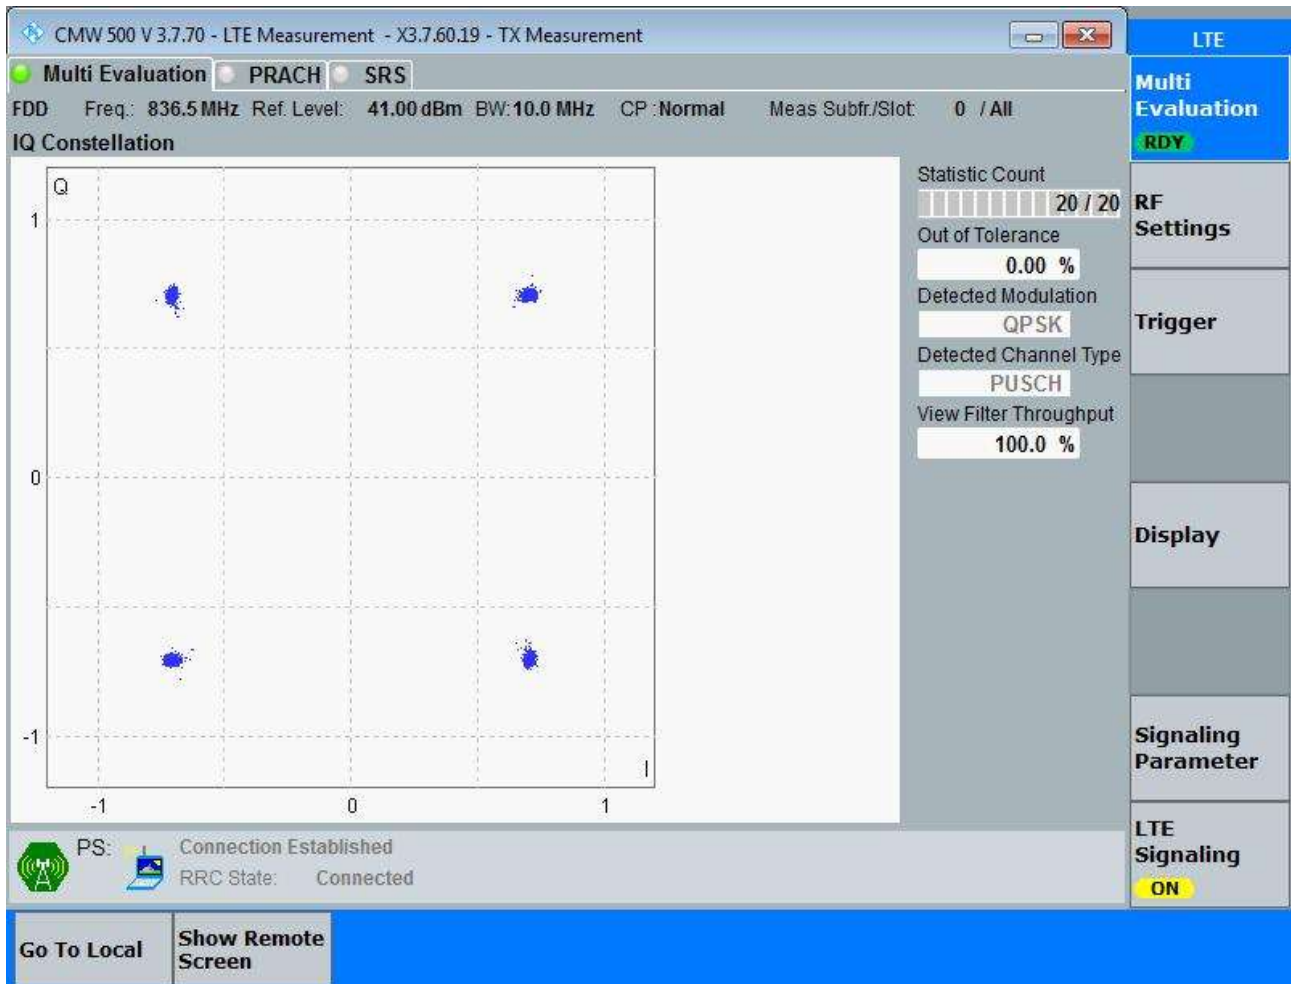 CMW 500 V 3.7.70 - LTE Measurement - X3.7.60.19 - TX Measurement
LTE
Multi Evaluation PRACH SRS
FDD Freq.: 836.5 MHz Ref. Level: 41.00 dBm BW: 10.0 MHz CP : Normal Meas Subfr./Slot: 0 / All
IQ Constellation
Q
1
0
-1
I
-1 0 1
Statistic Count
20 / 20
Out of Tolerance
0.00 %
Detected Modulation
QPSK
Detected Channel Type
PUSCH
View Filter Throughput
100.0 %
Multi
Evaluation
RDY
RF
Settings
Trigger
Display
Signaling
Parameter
LTE
Signaling
ON
PS: Connection Established
RRC State: Connected
Go To Local
Show Remote
Screen